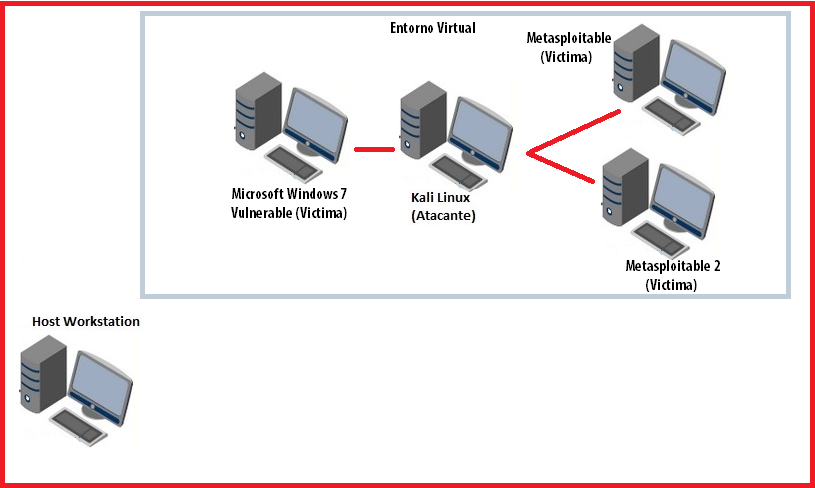 Entorno Virtual
Metasploitable
(Victima)
Microsoft Windows 7
Vulnerable (Victima)
Kali Linux
(Atacante)
Metasploitable 2
(Victima)
Host Workstation